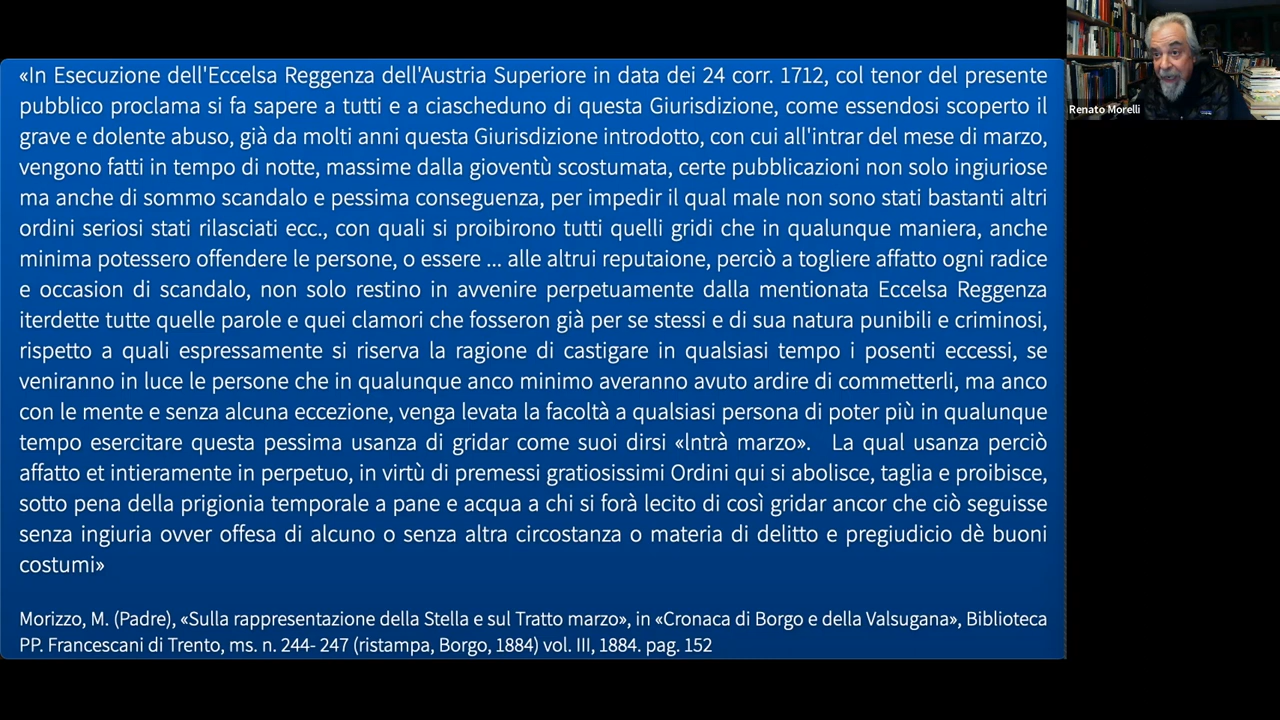 «In Esecuzione dell'Eccelsa Reggenza dell'Austria Superiore in data dei 24 corr. 1712, col tenor del presente
pubblico proclama si fa sapere a tutti e a ciascheduno di questa Giurisdizione, come essendosi scoperto il
grave e dolente abuso, già da molti anni questa Giurisdizione introdotto, con cui all'intrar del mese di marzo,
vengono fatti in tempo di notte, massime dalla gioventù scostumata, certe pubblicazioni non solo ingiuriose
ma anche di sommo scandalo e pessima conseguenza, per impedir il qual male non sono stati bastanti altri
ordini seriosi stati rilasciati ecc., con quali si proibirono tutti quelli gridi che in qualunque maniera, anche
minima potessero offendere le persone, o essere ... alle altrui reputaione, perciò a togliere affatto ogni radice
e occasion di scandalo, non solo restino in avvenire perpetuamente dalla mentionata Eccelsa Reggenza
iterdette tutte quelle parole e quei clamori che fosseron già per se stessi e di sua natura punibili e criminosi,
rispetto a quali espressamente si riserva la ragione di castigare in qualsiasi tempo i posenti eccessi, se
veniranno in luce le persone che in qualunque anco minimo averanno avuto ardire di commetterli, ma anco
con le mente e senza alcuna eccezione, venga levata la facoltà a qualsiasi persona di poter più in qualunque
tempo esercitare questa pessima usanza di gridar come suoi dirsi «lntrà marzo». La qual usanza perciò
affatto et intieramente in perpetuo, in virtù di premessi gratiosissimi Ordini qui si abolisce, taglia e proibisce,
sotto pena della prigionia temporale a pane e acqua a chi si forà lecito di così gridar ancor che ciò seguisse
senza ingiuria ovver offesa di alcuno o senza altra circostanza o materia di delitto e pregiudicio dè buoni
costumi»
Morizzo, M. (Padre), «Sulla rappresentazione della Stella e sul Tratto marzo», in «Cronaca di Borgo e della Valsugana», Biblioteca
PP. Francescani di Trento, ms. n. 244- 247 (ristampa, Borgo, 1884) vol. III, 1884. pag. 152
Renato Morelli